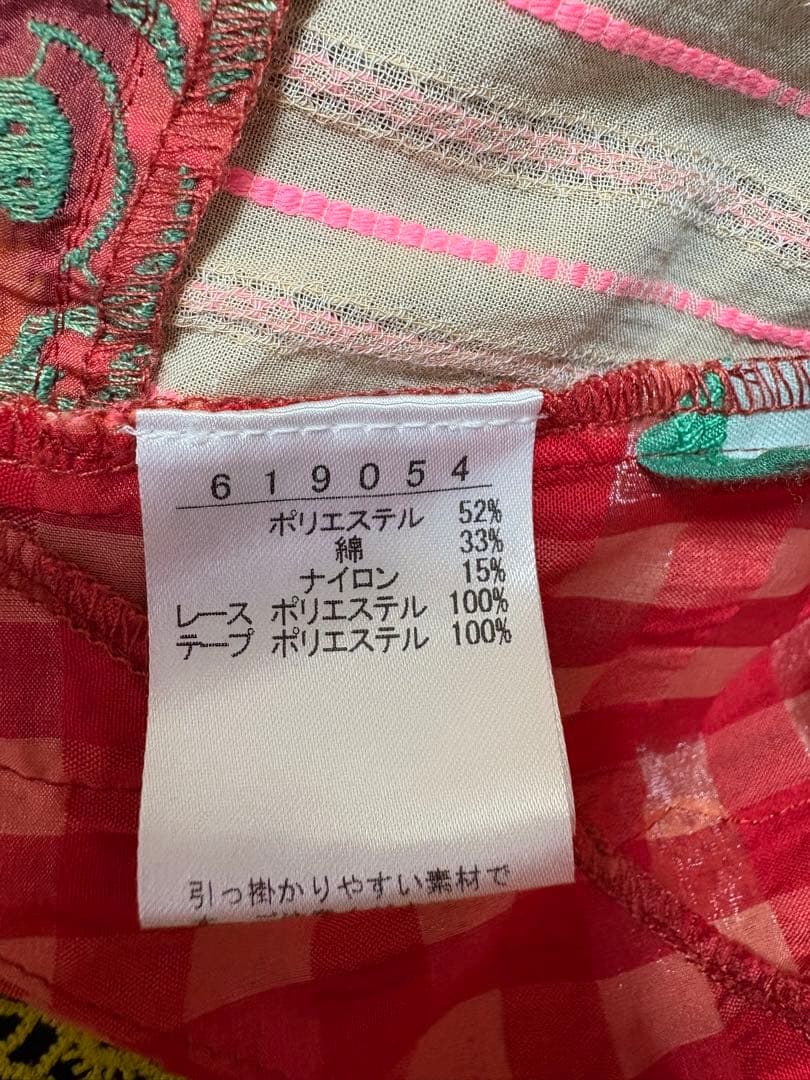 619054
ポリエステル 52%
綿 33%
ナイロン 15%
レース ポリエステル 100%
テープ ポリエステル 100%
引っ掛かりやすい素材で